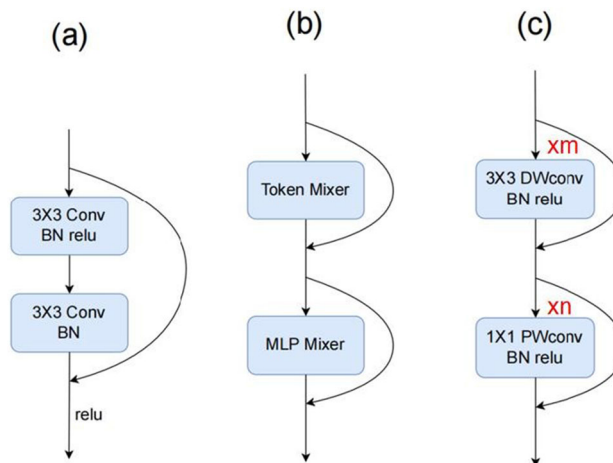 (a)
3X3 Conv
BN relu
3X3 Conv
BN
relu
(b)
Token Mixer
MLP Mixer
(c)
xm
3X3 DWconv
BN relu
xn
1X1 PWconv
BN relu